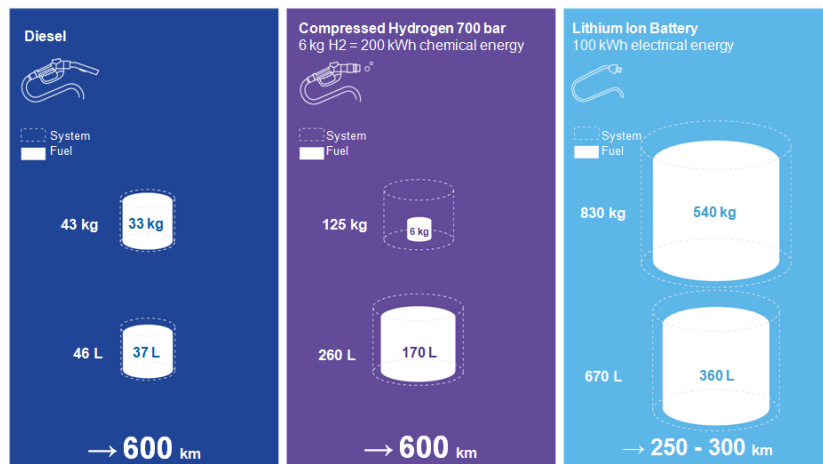 Diesel
System
Fuel
43 kg
33 kg
46 L
37 L
→ 600 km
Compressed Hydrogen 700 bar
6 kg H2 = 200 kWh chemical energy
System
Fuel
125 kg
6 kg
260 L
170 L
→ 600 km
Lithium Ion Battery
100 kWh electrical energy
System
Fuel
830 kg
540 kg
670 L
360 L
→ 250 - 300 km